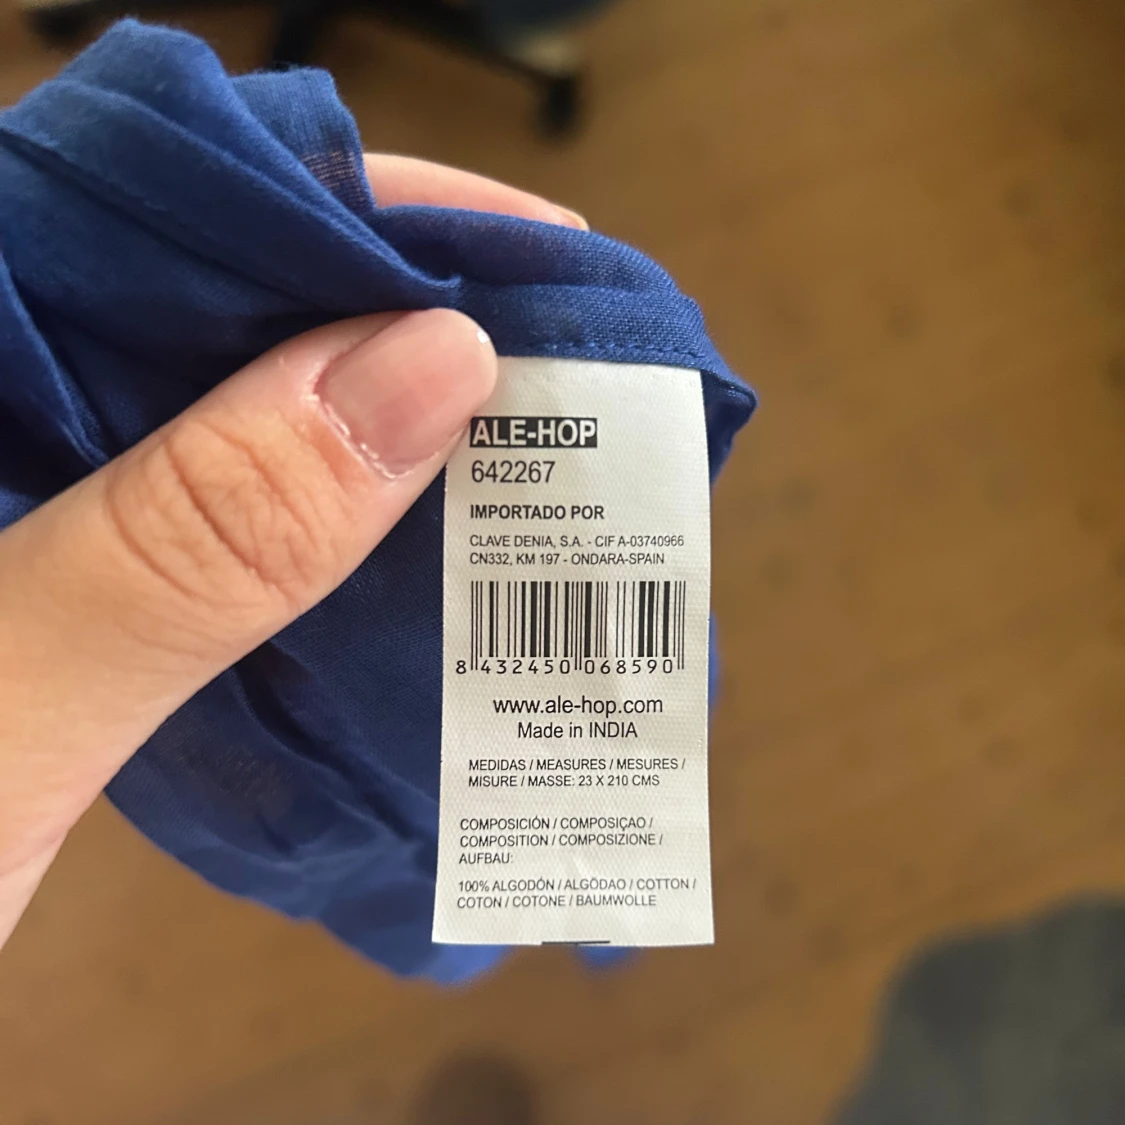 ALE-HOP
642267
IMPORTADO POR
CLAVE DENIA, S.A. - CIF A-03740966
CN332, KM 197 - ONDARA-SPAIN
8 432450 068590
www.ale-hop.com
Made in INDIA
MEDIDAS / MEASURES / MESURES /
MISURE / MASSE: 23 X 210 CMS
COMPOSICIÓN / COMPOSIÇAO /
COMPOSITION / COMPOSIZIONE /
AUFBAU:
100% ALGODÓN / ALGÖDAO / COTTON /
COTON / COTONE / BAUMWOLLE